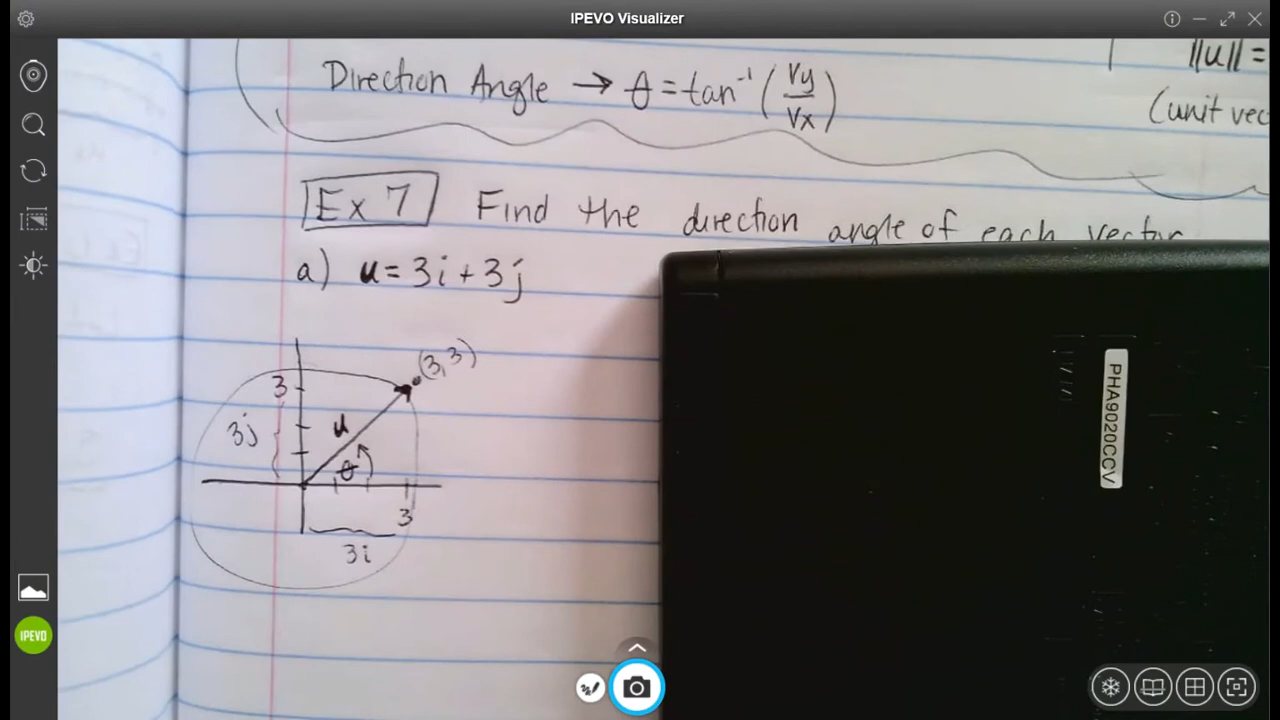 IPEVO Visualizer
||u|| =
Direction Angle → θ = tan⁻¹ (Vy/Vx)
(unit vec
Ex 7 Find the direction angle of each vector
a) u = 3i + 3j
(3,3)
3
3j
u
θ
3
3i
PHA9020CCV
IPEVO